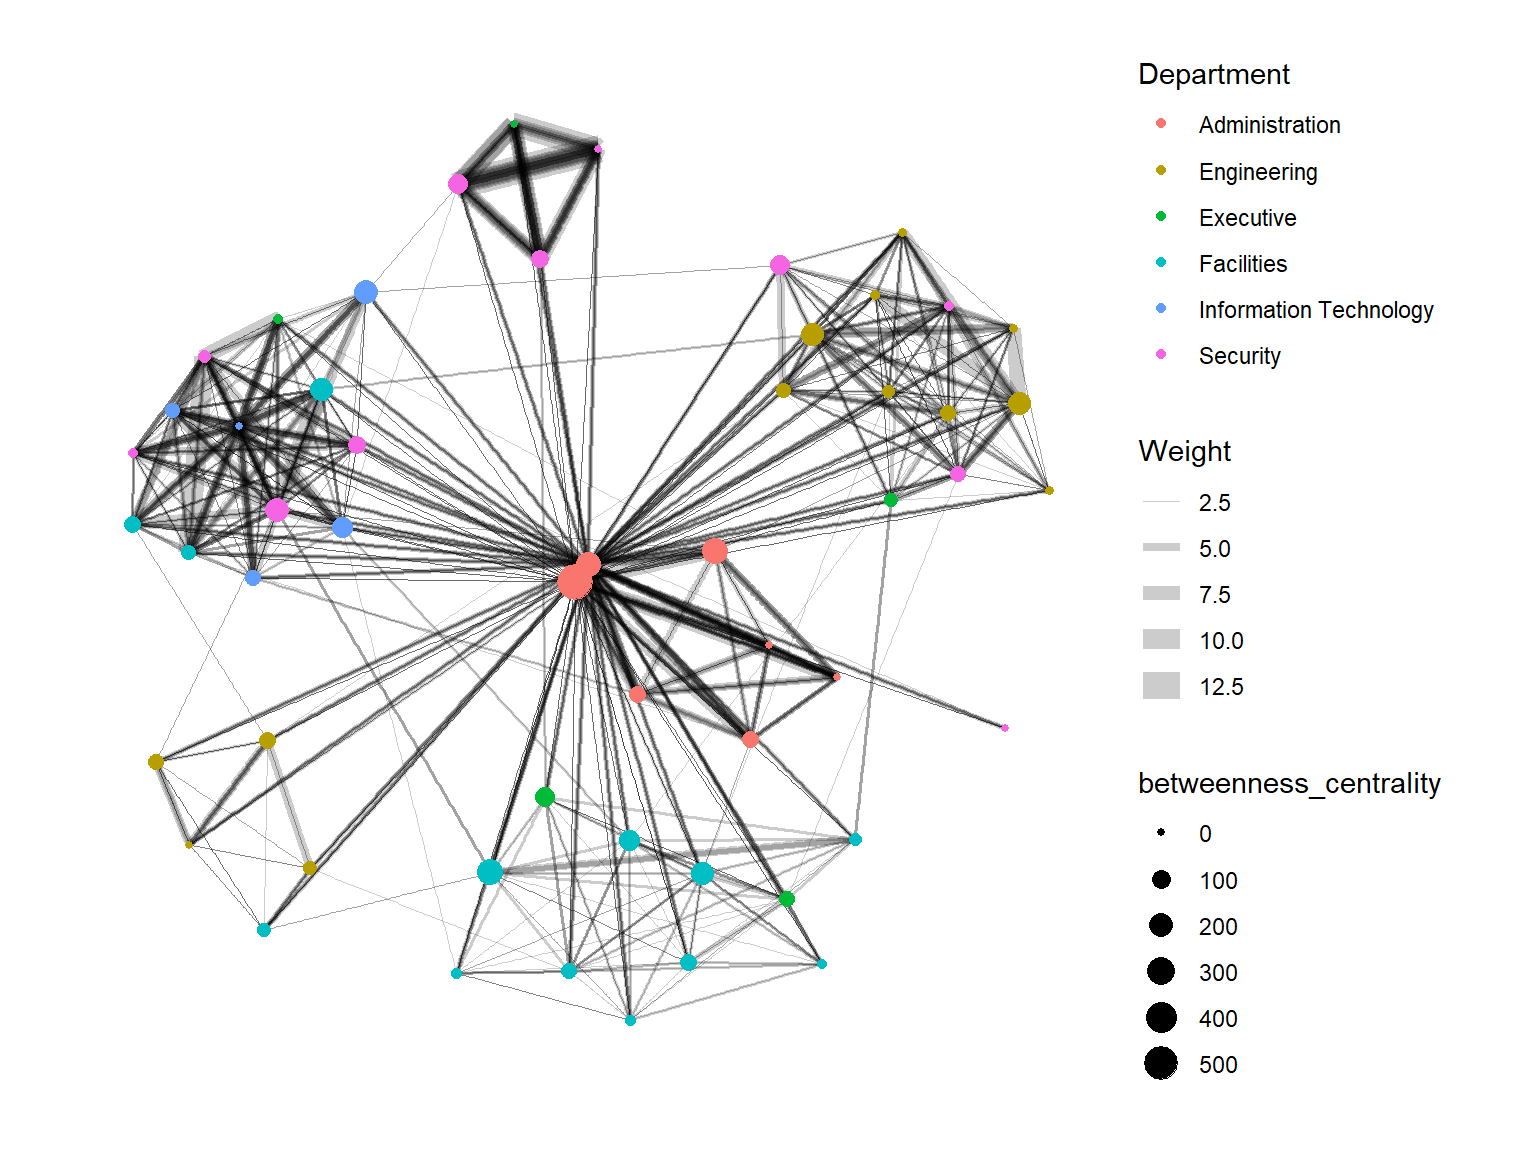 Department
Administration
Engineering
Executive
Facilities
Information Technology
Security
Weight
2.5
5.0
7.5
10.0
12.5
betweenness_centrality
0
100
200
300
400
500